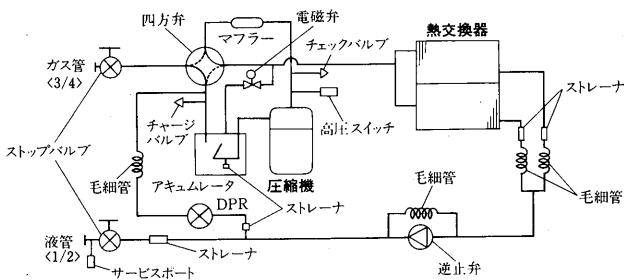 四方弁
マフラー
電磁弁
チェックバルブ
熱交換器
ガス管
<3/4>
ストレーナ
チャージ
バルブ
高圧スイッチ
ストップバルブ
毛細管
アキュムレータ
圧縮機
毛細管
DPR
ストレーナ
毛細管
液管
<1/2>
ストレーナ
逆止弁
サービスポート